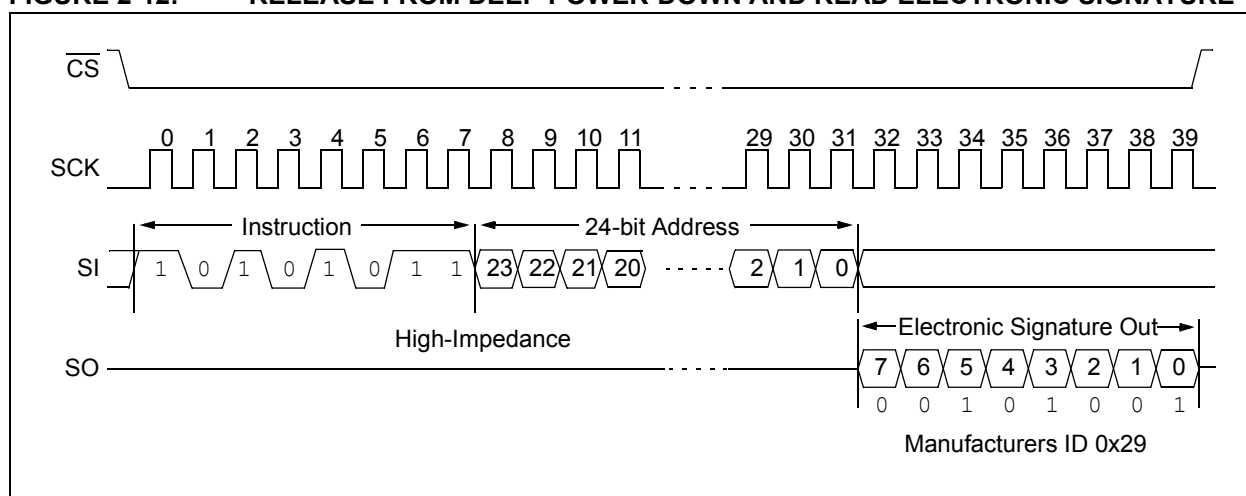 FIGURE 2-12: RELEASE FROM DEEP POWER-DOWN AND READ ELECTRONIC SIGNATURE
CS
0 1 2 3 4 5 6 7 8 9 10 11 29 30 31 32 33 34 35 36 37 38 39
SCK
Instruction 24-bit Address
SI 1 0 1 0 1 0 1 1 23 22 21 20 2 1 0
High-Impedance
Electronic Signature Out
SO 7 6 5 4 3 2 1 0
0 0 1 0 1 0 0 1
Manufacturers ID 0x29